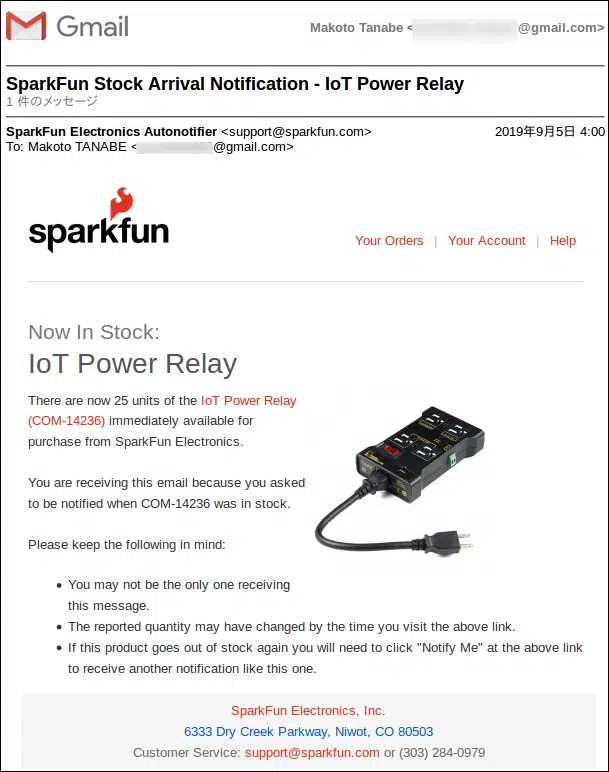 Gmail
Makoto Tanabe < @gmail.com>
SparkFun Stock Arrival Notification - IoT Power Relay
1 件のメッセージ
SparkFun Electronics Autonotifier <support@sparkfun.com>
2019年9月5日 4:00
To: Makoto TANABE < @gmail.com>
sparkfun
Your Orders | Your Account | Help
Now In Stock:
IoT Power Relay
There are now 25 units of the IoT Power Relay
(COM-14236) immediately available for
purchase from SparkFun Electronics.
You are receiving this email because you asked
to be notified when COM-14236 was in stock.
Please keep the following in mind:
• You may not be the only one receiving
this message.
• The reported quantity may have changed by the time you visit the above link.
• If this product goes out of stock again you will need to click "Notify Me" at the above link
to receive another notification like this one.
SparkFun Electronics, Inc.
6333 Dry Creek Parkway, Niwot, CO 80503
Customer Service: support@sparkfun.com or (303) 284-0979